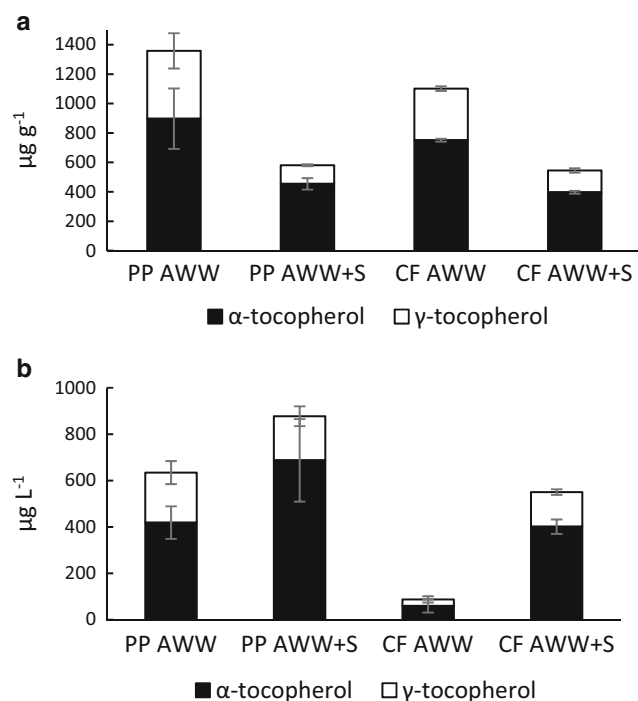 a
1400
1200
1000
800
600
400
200
0
µg g⁻¹
PP AWW PP AWW+S CF AWW CF AWW+S
α-tocopherol γ-tocopherol
b
1000
800
600
400
200
0
µg L⁻¹
PP AWW PP AWW+S CF AWW CF AWW+S
α-tocopherol γ-tocopherol